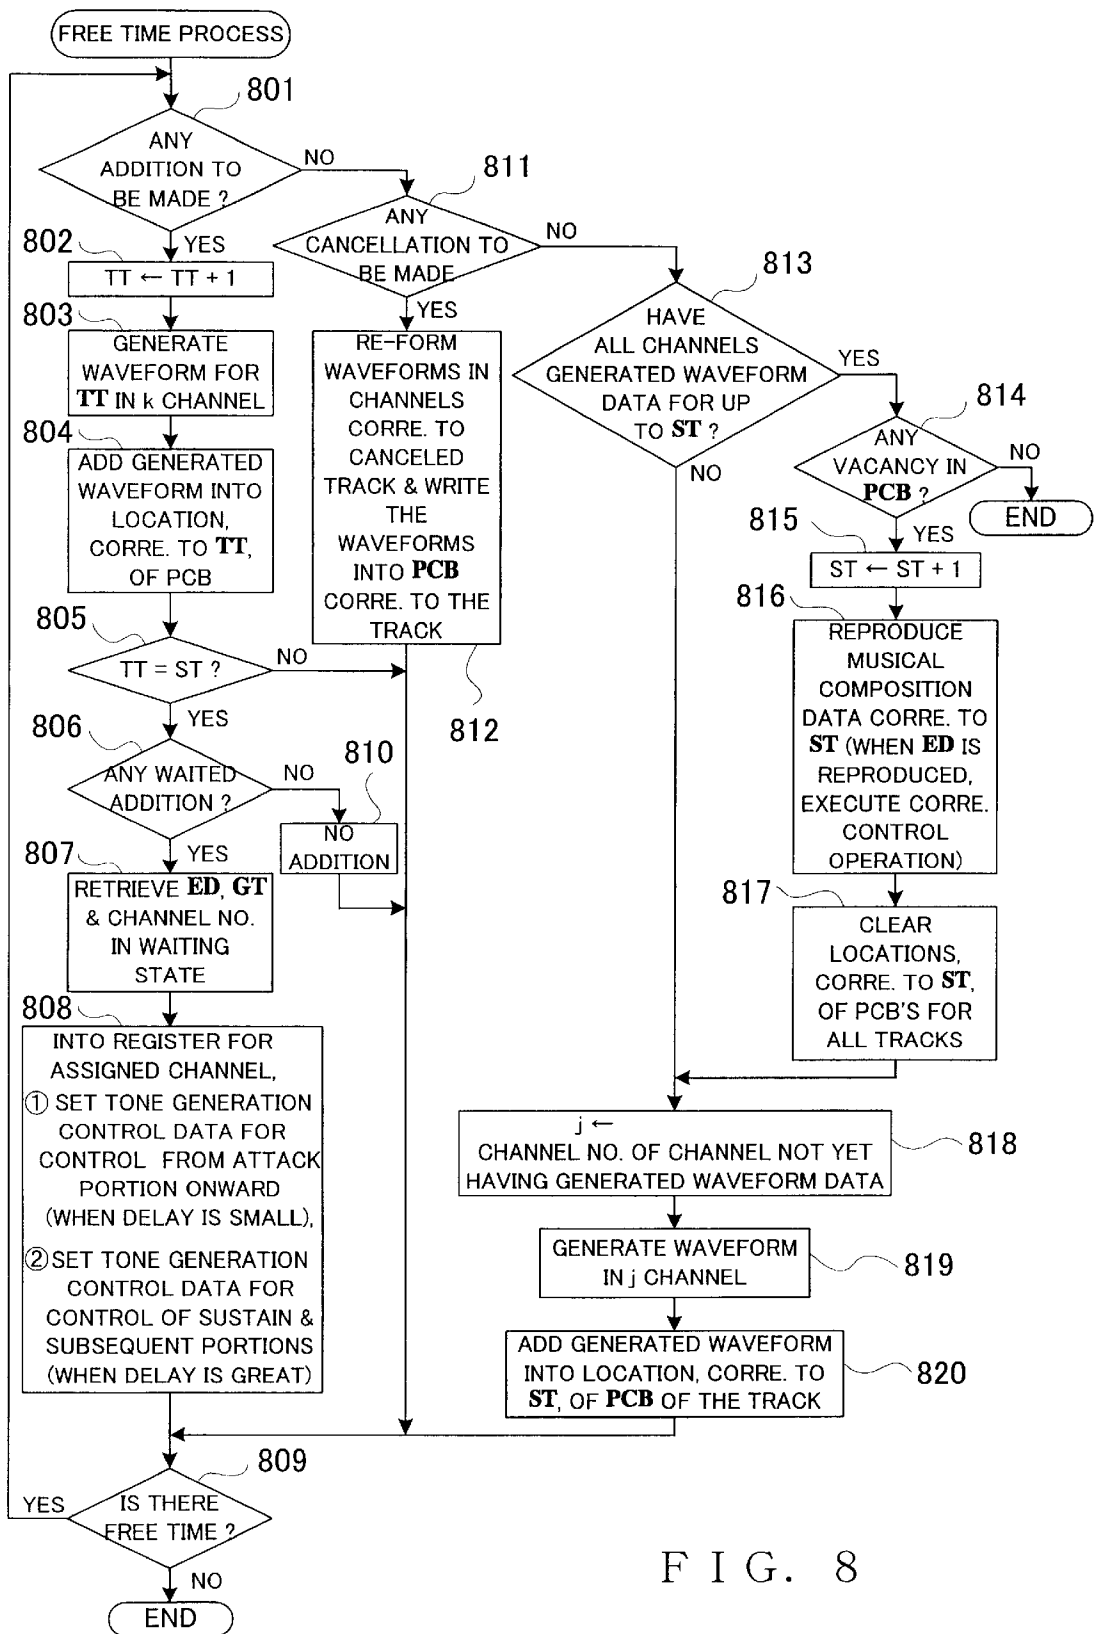 FREE TIME PROCESS
801
ANY
ADDITION TO
BE MADE ?
NO
YES
802
TT ← TT + 1
803
GENERATE
WAVEFORM FOR
TT IN k CHANNEL
804
ADD GENERATED
WAVEFORM INTO
LOCATION,
CORRE. TO TT,
OF PCB
805
TT = ST ?
NO
YES
806
ANY WAITED
ADDITION ?
NO
YES
810
NO
ADDITION
807
RETRIEVE ED, GT
& CHANNEL NO.
IN WAITING
STATE
808
INTO REGISTER FOR
ASSIGNED CHANNEL,
① SET TONE GENERATION
CONTROL DATA FOR
CONTROL FROM ATTACK
PORTION ONWARD
(WHEN DELAY IS SMALL),
② SET TONE GENERATION
CONTROL DATA FOR
CONTROL OF SUSTAIN &
SUBSEQUENT PORTIONS
(WHEN DELAY IS GREAT)
809
IS THERE
FREE TIME ?
YES
NO
END
811
ANY
CANCELLATION TO
BE MADE
NO
YES
RE-FORM
WAVEFORMS IN
CHANNELS
CORRE. TO
CANCELED
TRACK & WRITE
THE
WAVEFORMS
INTO PCB
CORRE. TO THE
TRACK
812
813
HAVE
ALL CHANNELS
GENERATED WAVEFORM
DATA FOR UP
TO ST ?
YES
NO
814
ANY
VACANCY IN
PCB ?
NO
END
YES
815
ST ← ST + 1
816
REPRODUCE
MUSICAL
COMPOSITION
DATA CORRE. TO
ST (WHEN ED IS
REPRODUCED,
EXECUTE CORRE.
CONTROL
OPERATION)
817
CLEAR
LOCATIONS,
CORRE. TO ST,
OF PCB'S FOR
ALL TRACKS
j ←
CHANNEL NO. OF CHANNEL NOT YET
HAVING GENERATED WAVEFORM DATA
818
GENERATE WAVEFORM
IN j CHANNEL
819
ADD GENERATED WAVEFORM
INTO LOCATION, CORRE. TO
ST, OF PCB OF THE TRACK
820
FIG. 8